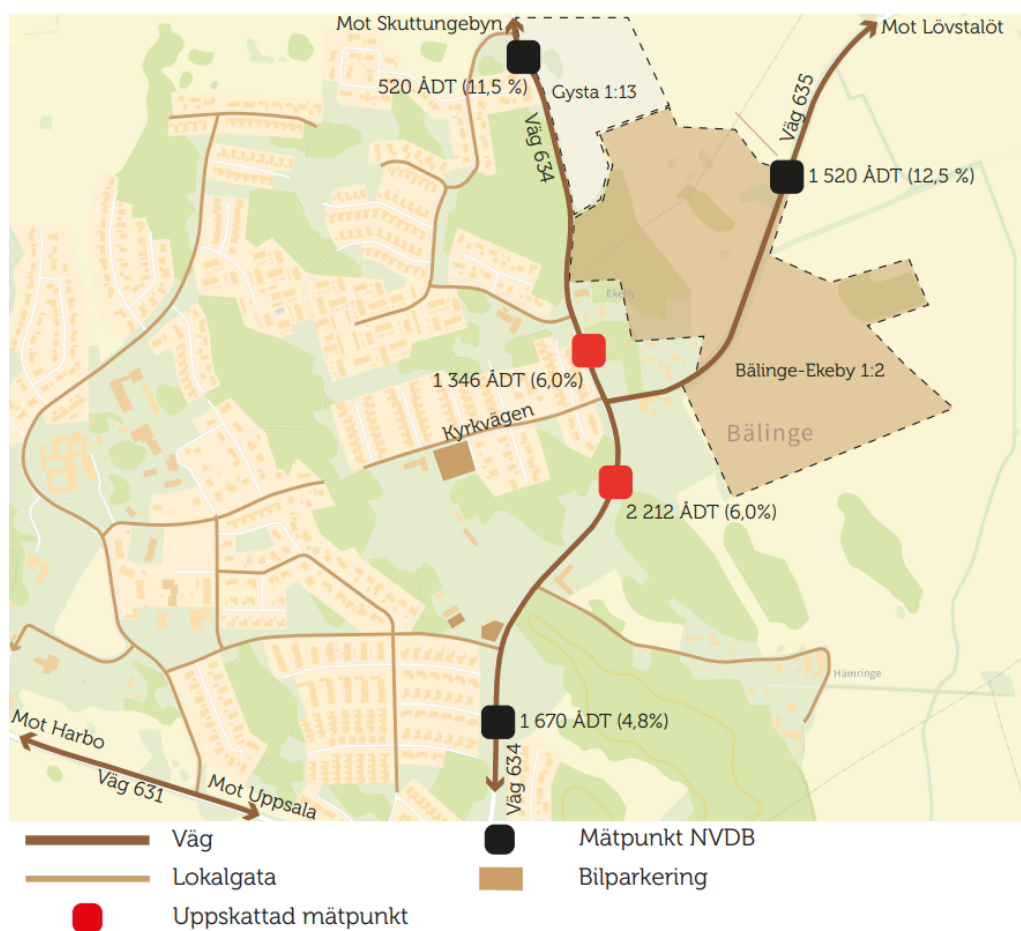 Mot Skuttungebyn
Mot Lövstalöt
520 ÅDT (11,5 %)
Gysta 1:13
Väg 634
Väg 635
1 520 ÅDT (12,5 %)
Ekeby
1 346 ÅDT (6,0%)
Bälinge-Ekeby 1:2
Kyrkvägen
Bälinge
2 212 ÅDT (6,0%)
Hämringe
1 670 ÅDT (4,8%)
Mot Harbo
Väg 631
Mot Uppsala
Väg 634
Väg
Mätpunkt NVDB
Lokalgata
Bilparkering
Uppskattad mätpunkt